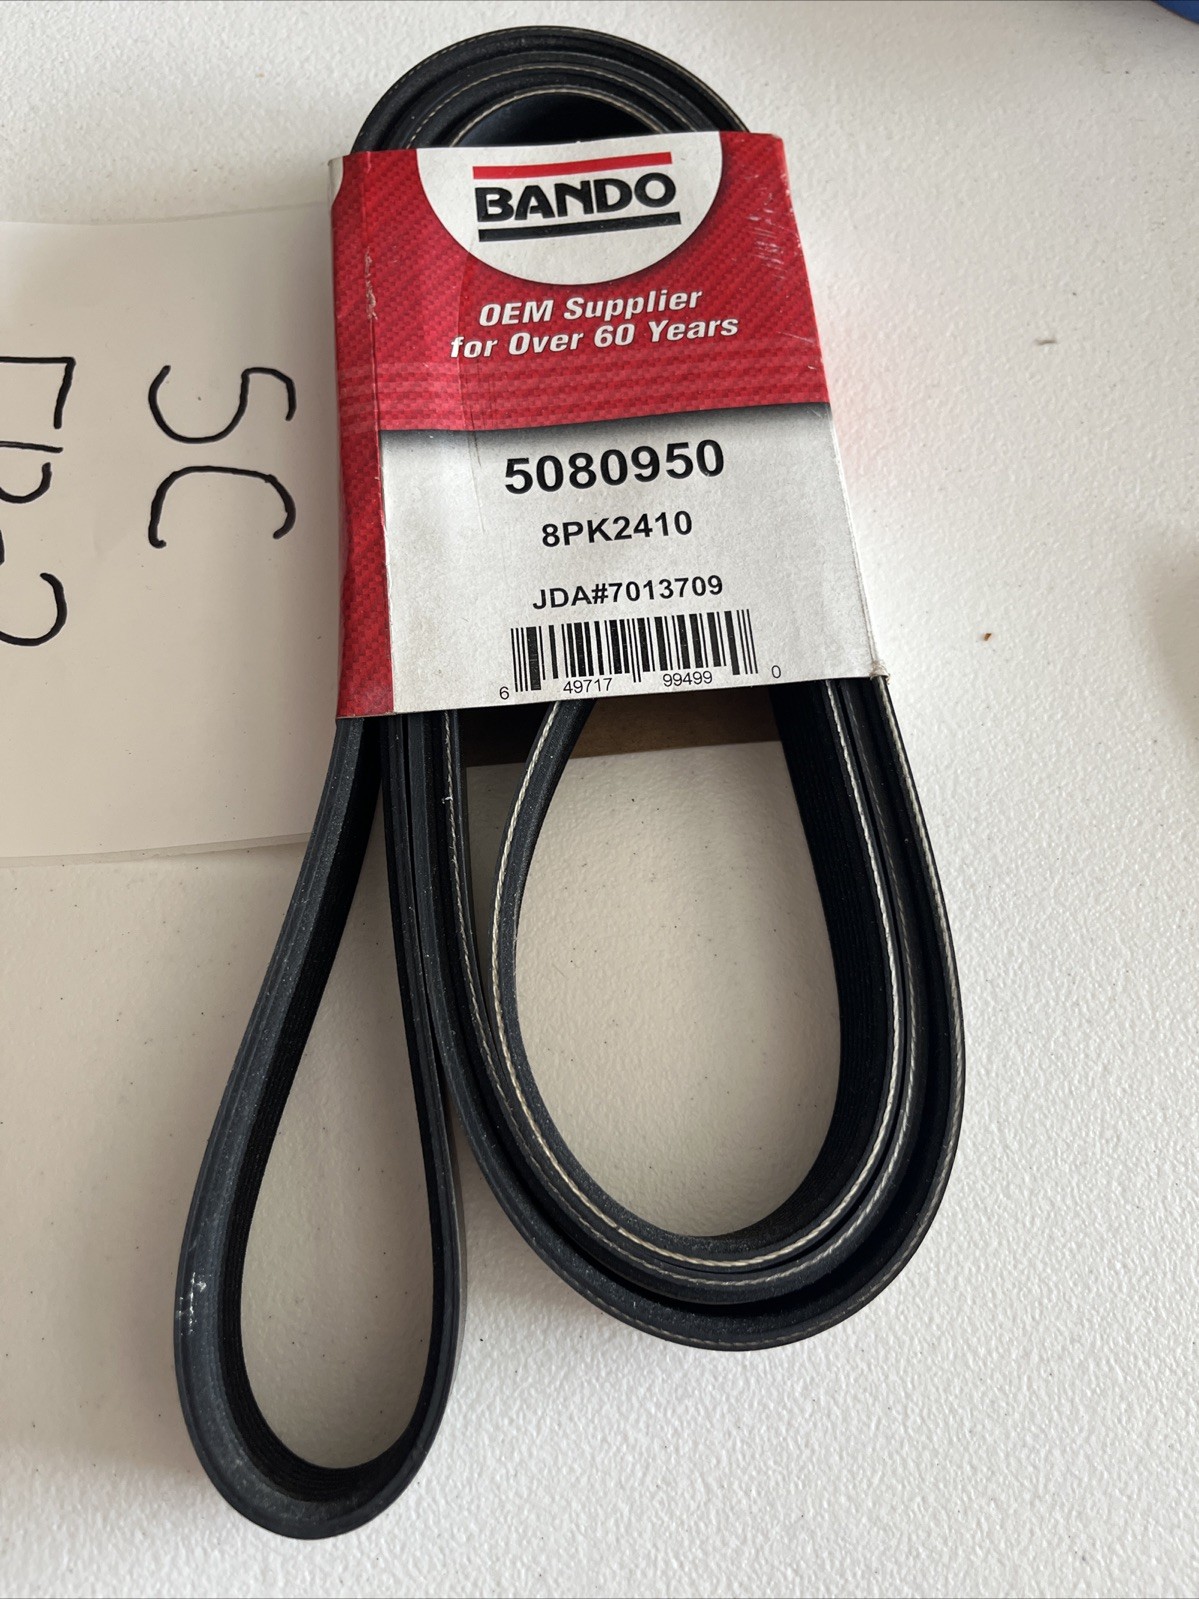 BANDO
OEM Supplier
for Over 60 Years
5080950
8PK2410
JDA#7013709
6 49717 99499 0
5C